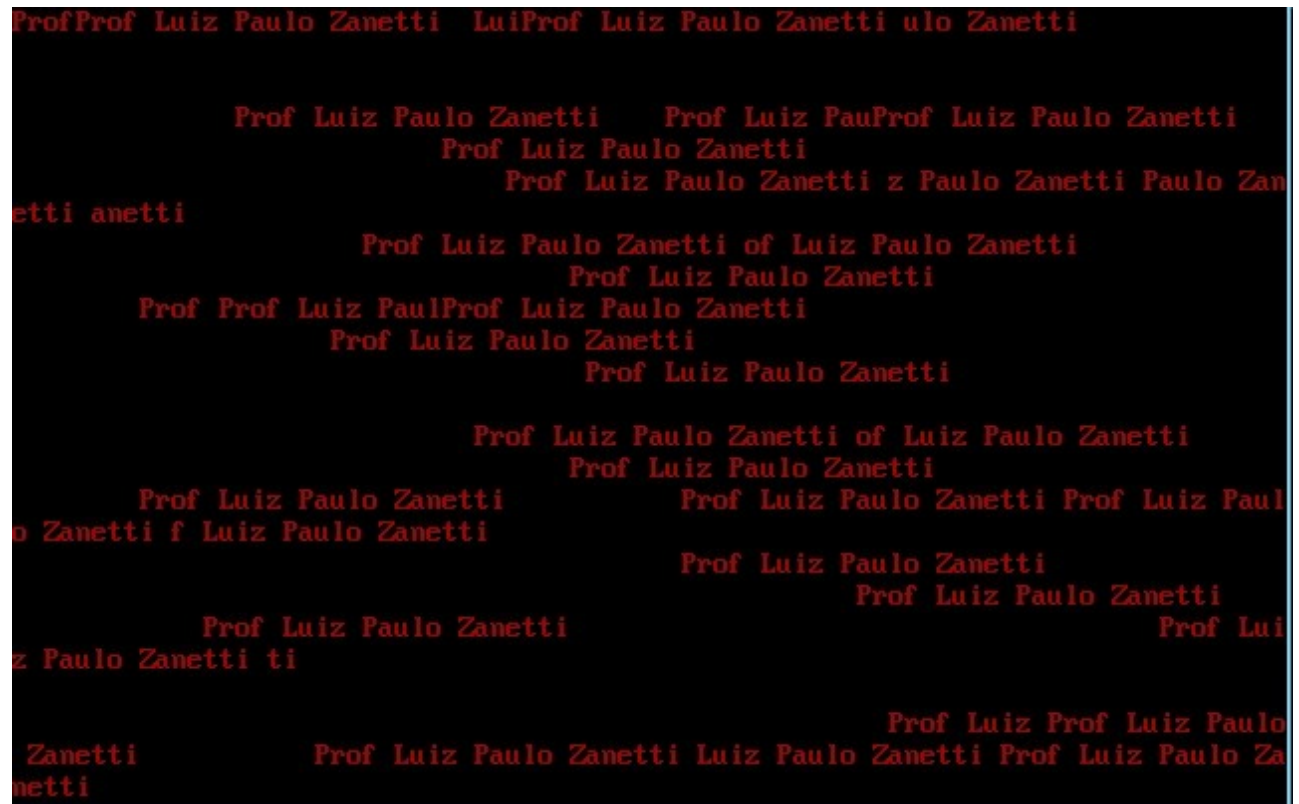 ProfProf Luiz Paulo Zanetti  LuiProf Luiz Paulo Zanetti ulo Zanetti
Prof Luiz Paulo Zanetti    Prof Luiz PauProf Luiz Paulo Zanetti
Prof Luiz Paulo Zanetti
Prof Luiz Paulo Zanetti z Paulo Zanetti Paulo Zan
etti anetti
Prof Luiz Paulo Zanetti of Luiz Paulo Zanetti
Prof Luiz Paulo Zanetti
Prof Prof Luiz PaulProf Luiz Paulo Zanetti
Prof Luiz Paulo Zanetti
Prof Luiz Paulo Zanetti
Prof Luiz Paulo Zanetti of Luiz Paulo Zanetti
Prof Luiz Paulo Zanetti
Prof Luiz Paulo Zanetti           Prof Luiz Paulo Zanetti Prof Luiz Paul
o Zanetti f Luiz Paulo Zanetti
Prof Luiz Paulo Zanetti
Prof Luiz Paulo Zanetti
Prof Luiz Paulo Zanetti                                     Prof Lui
z Paulo Zanetti ti
Prof Luiz Prof Luiz Paulo
Zanetti           Prof Luiz Paulo Zanetti Luiz Paulo Zanetti Prof Luiz Paulo Za
netti